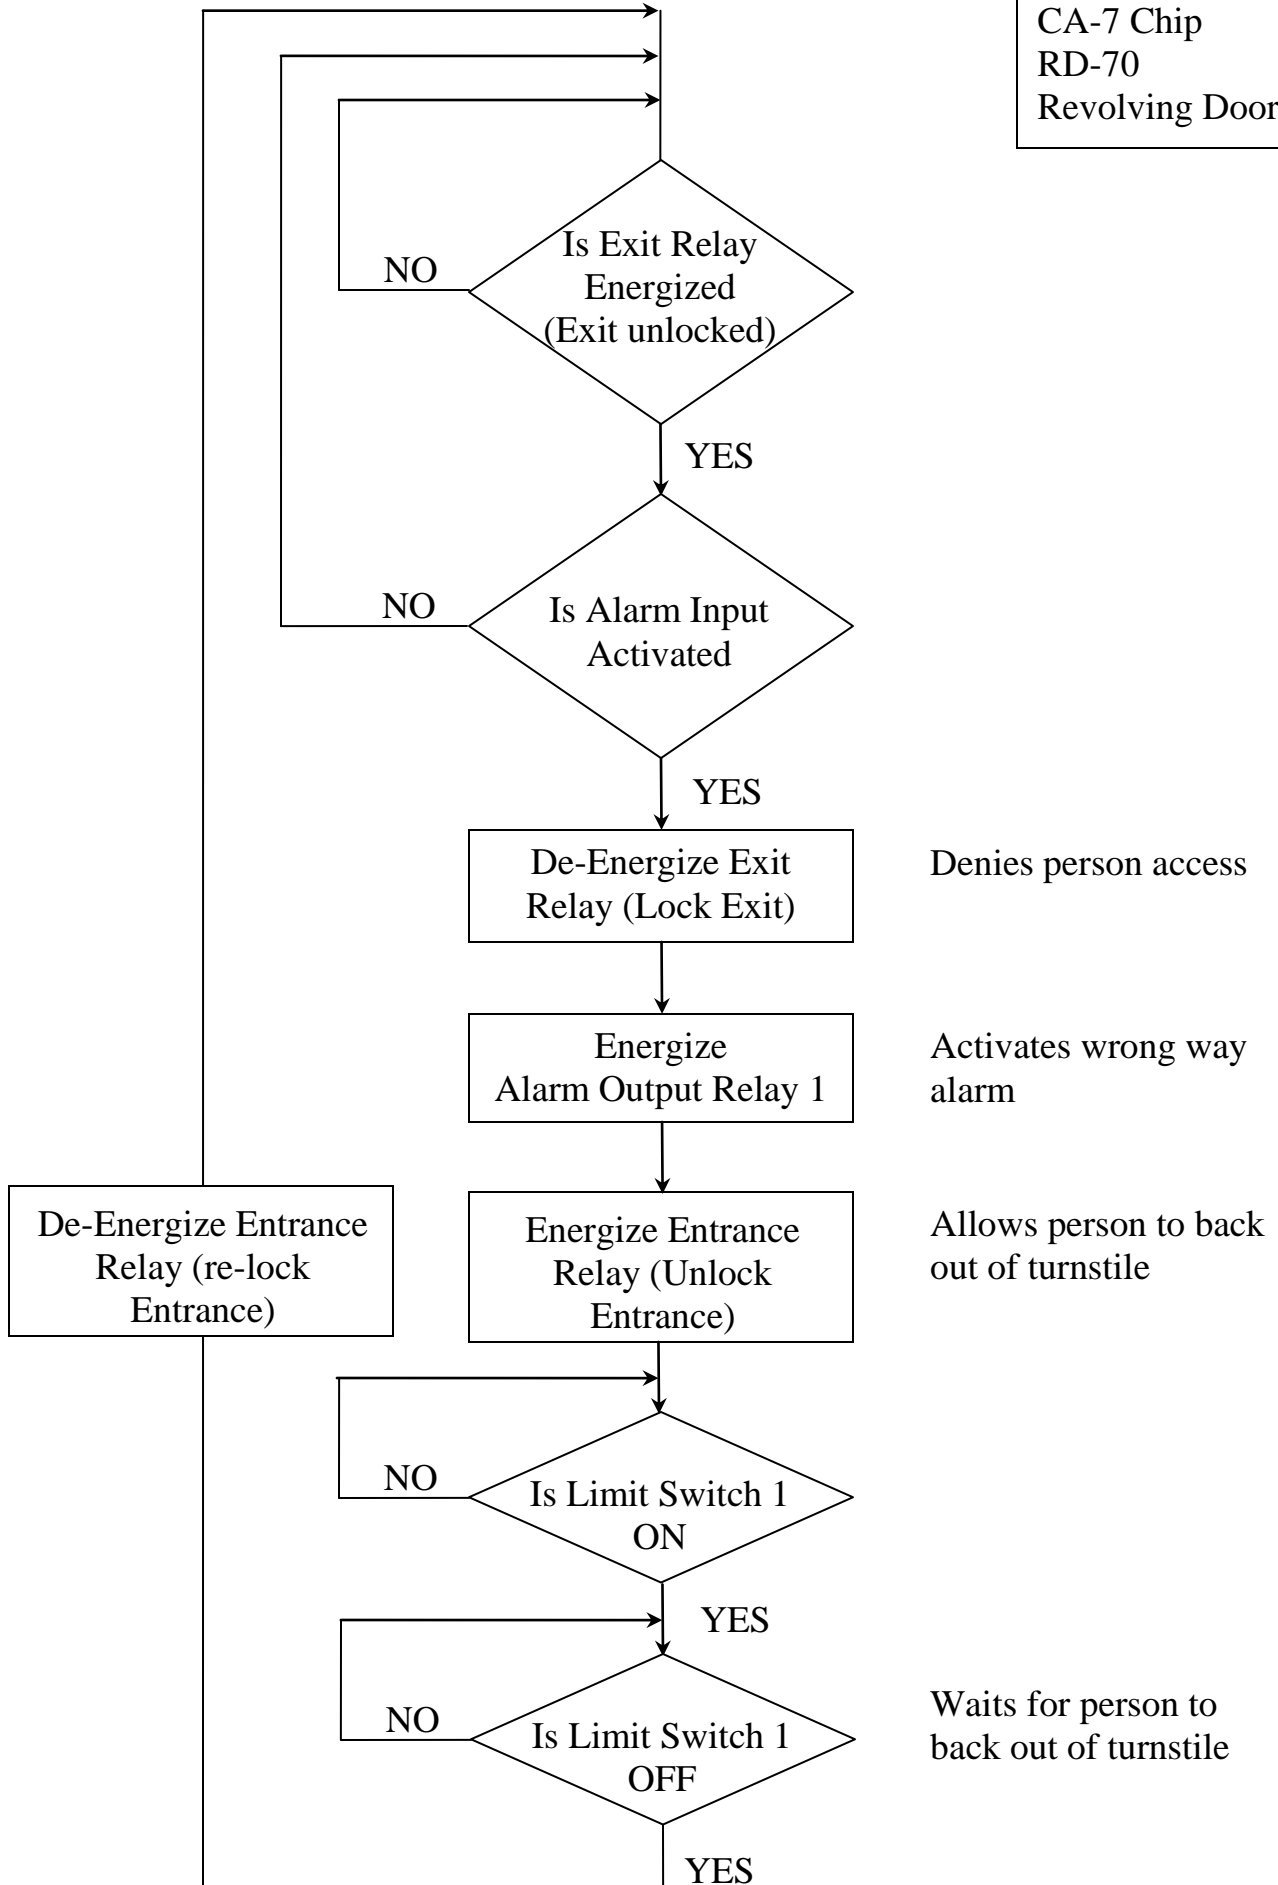 CA-7 Chip
RD-70
Revolving Door
Is Exit Relay
Energized
(Exit unlocked)
NO
YES
Is Alarm Input
Activated
NO
YES
De-Energize Exit
Relay (Lock Exit)
Denies person access
Energize
Alarm Output Relay 1
Activates wrong way
alarm
De-Energize Entrance
Relay (re-lock
Entrance)
Energize Entrance
Relay (Unlock
Entrance)
Allows person to back
out of turnstile
NO
Is Limit Switch 1
ON
YES
NO
Is Limit Switch 1
OFF
Waits for person to
back out of turnstile
YES